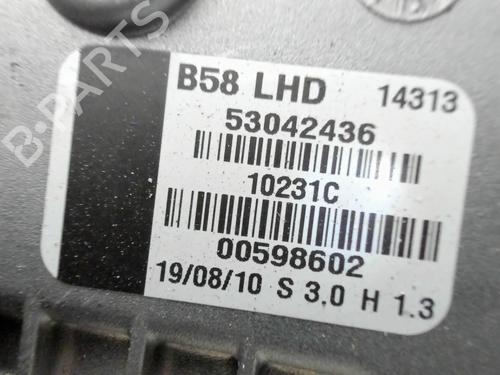 B58 LHD 14313
53042436
10231C
00598602
19/08/10 S 3.0 H 1.3
B-PARTS